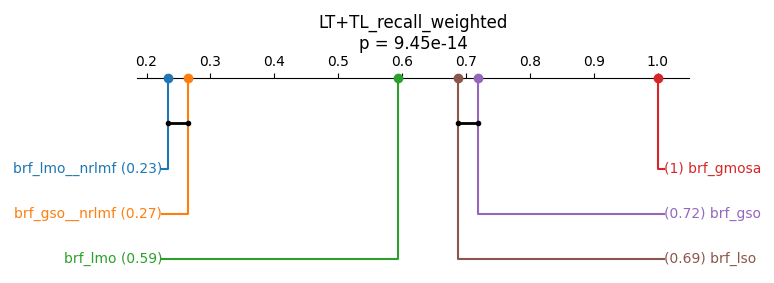 LT+TL_recall_weighted
p = 9.45e-14
0.2 0.3 0.4 0.5 0.6 0.7 0.8 0.9 1.0
brf_lmo__nrlmf (0.23) (1) brf_gmosa
brf_gso__nrlmf (0.27) (0.72) brf_gso
brf_lmo (0.59) (0.69) brf_lso